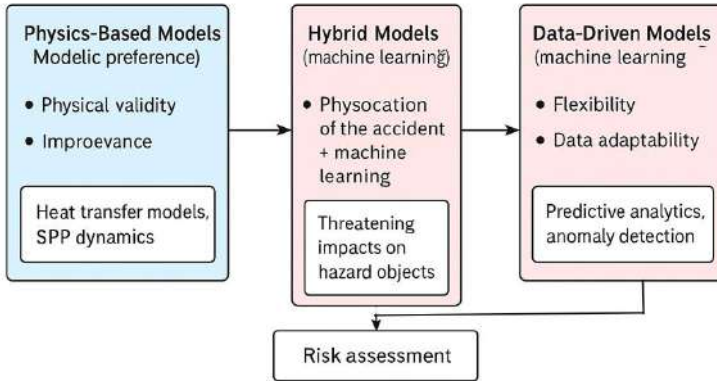 Physics-Based Models
Modelic preference)
• Physical validity
• Improevance
Heat transfer models,
SPP dynamics
Hybrid Models
(machine learning)
• Physocation
of the accident
+ machine
learning
Threatening
impacts on
hazard objects
Data-Driven Models
(machine learning
• Flexibility
• Data adaptability
Predictive analytics,
anomaly detection
Risk assessment